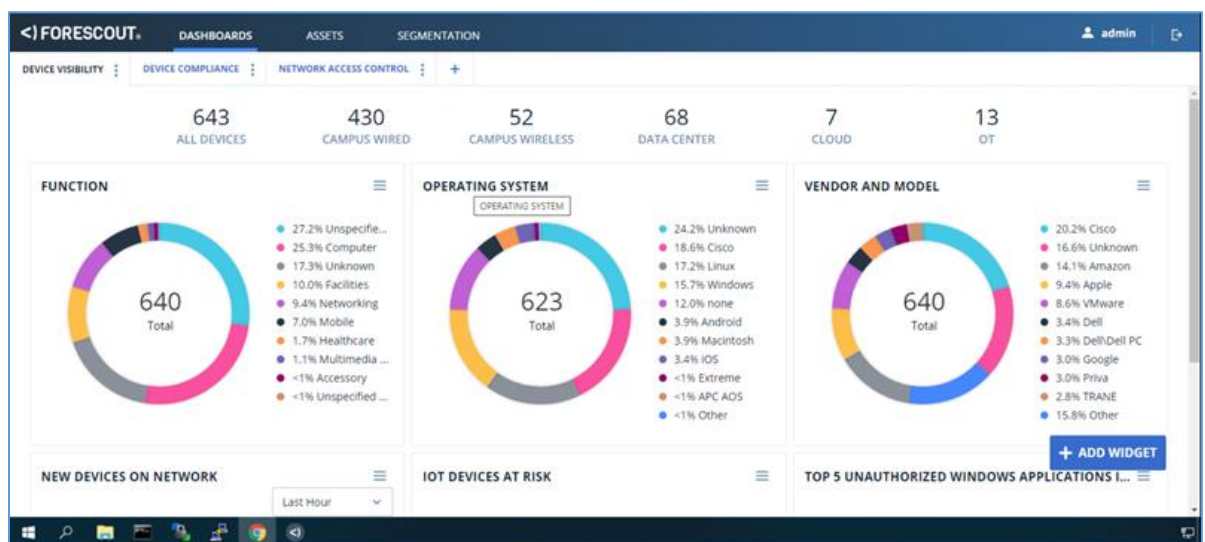 <) FORESCOUT.
DASHBOARDS
ASSETS
SEGMENTATION
admin
DEVICE VISIBILITY
DEVICE COMPLIANCE
NETWORK ACCESS CONTROL
+
643
ALL DEVICES
430
CAMPUS WIRED
52
CAMPUS WIRELESS
68
DATA CENTER
7
CLOUD
13
OT
FUNCTION
640
Total
27.2% Unspecifie...
25.3% Computer
17.3% Unknown
10.0% Facilities
9.4% Networking
7.0% Mobile
1.7% Healthcare
1.1% Multimedia ...
<1% Accessory
<1% Unspecified ...
OPERATING SYSTEM
OPERATING SYSTEM
623
Total
24.2% Unknown
18.6% Cisco
17.2% Linux
15.7% Windows
12.0% none
3.9% Android
3.9% Macintosh
3.4% iOS
<1% Extreme
<1% APC AOS
<1% Other
VENDOR AND MODEL
640
Total
20.2% Cisco
16.6% Unknown
14.1% Amazon
9.4% Apple
8.6% VMware
3.4% Dell
3.3% Dell\Dell PC
3.0% Google
3.0% Priva
2.8% TRANE
15.8% Other
+ ADD WIDGET
NEW DEVICES ON NETWORK
Last Hour
IOT DEVICES AT RISK
TOP 5 UNAUTHORIZED WINDOWS APPLICATIONS I...